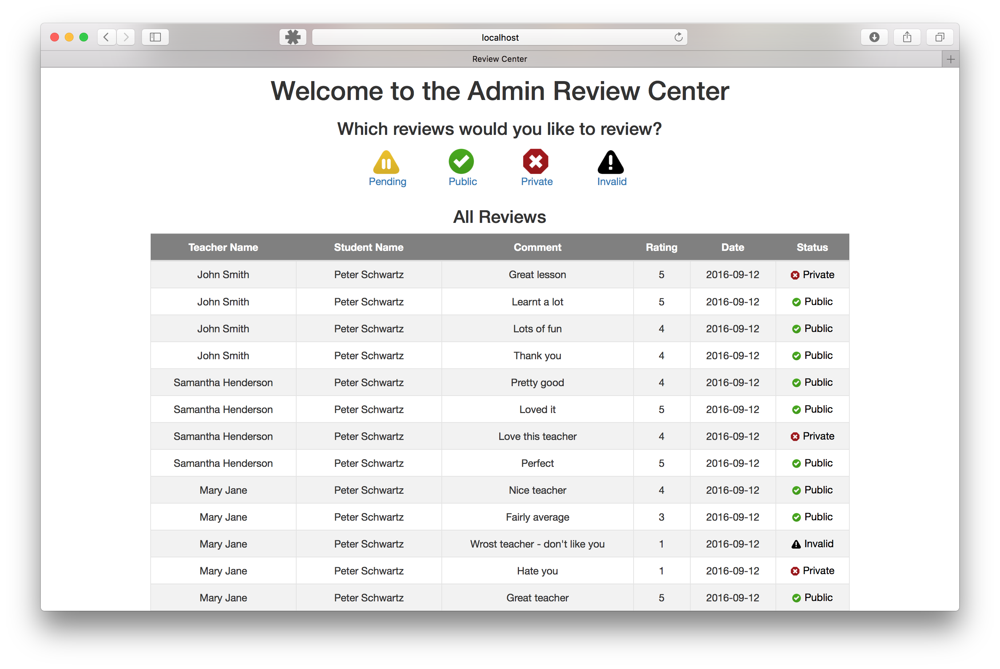 localhost
Review Center
Welcome to the Admin Review Center
Which reviews would you like to review?
Pending Public Private Invalid
All Reviews
Teacher Name Student Name Comment Rating Date Status
John Smith Peter Schwartz Great lesson 5 2016-09-12 Private
John Smith Peter Schwartz Learnt a lot 5 2016-09-12 Public
John Smith Peter Schwartz Lots of fun 4 2016-09-12 Public
John Smith Peter Schwartz Thank you 4 2016-09-12 Public
Samantha Henderson Peter Schwartz Pretty good 4 2016-09-12 Public
Samantha Henderson Peter Schwartz Loved it 5 2016-09-12 Public
Samantha Henderson Peter Schwartz Love this teacher 4 2016-09-12 Private
Samantha Henderson Peter Schwartz Perfect 5 2016-09-12 Public
Mary Jane Peter Schwartz Nice teacher 4 2016-09-12 Public
Mary Jane Peter Schwartz Fairly average 3 2016-09-12 Public
Mary Jane Peter Schwartz Wrost teacher - don't like you 1 2016-09-12 Invalid
Mary Jane Peter Schwartz Hate you 1 2016-09-12 Private
Mary Jane Peter Schwartz Great teacher 5 2016-09-12 Public